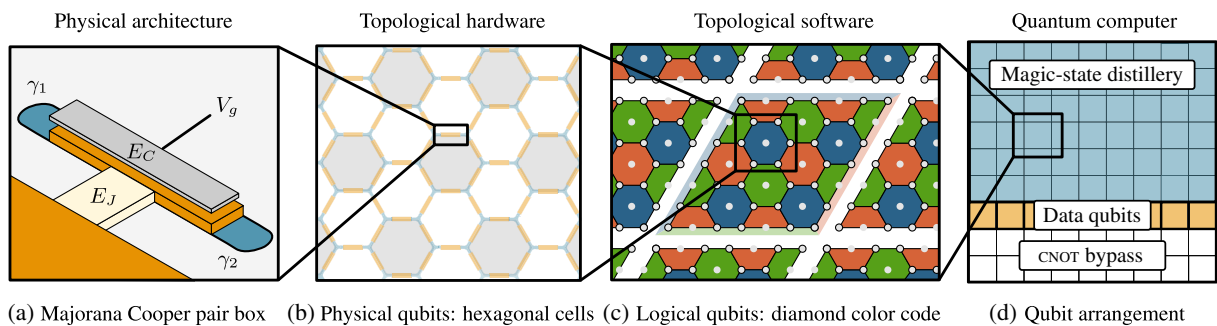 Physical architecture
Topological hardware
Topological software
Quantum computer
γ1
Vg
EC
EJ
γ2
Magic-state distillery
Data qubits
CNOT bypass
(a) Majorana Cooper pair box
(b) Physical qubits: hexagonal cells
(c) Logical qubits: diamond color code
(d) Qubit arrangement